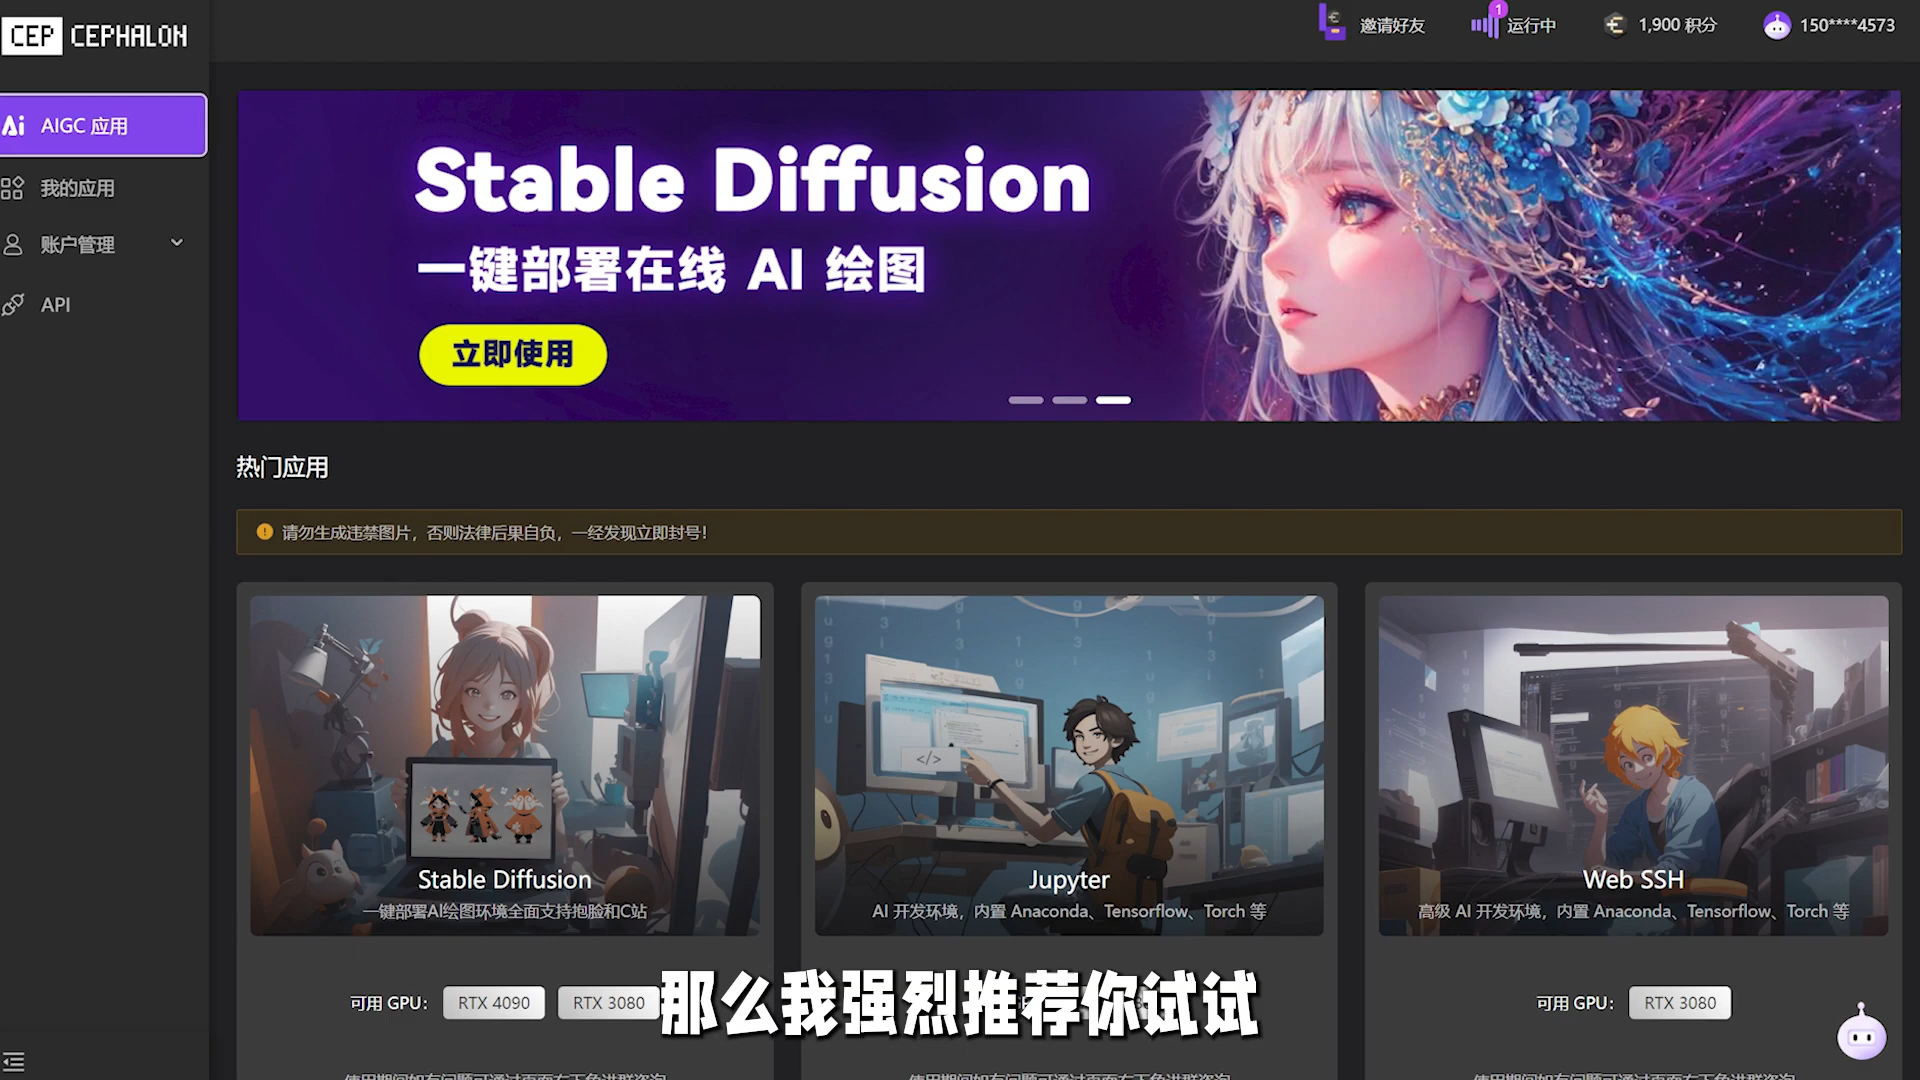 CEP CEPHALON
邀请好友
1
运行中
1,900 积分
150****4573
Ai AIGC 应用
我的应用
账户管理
API
Stable Diffusion
一键部署在线 AI 绘图
立即使用
热门应用
请勿生成违禁图片，否则法律后果自负，一经发现立即封号！
Stable Diffusion
一键部署AI绘图环境全面支持抱脸和C站
可用 GPU：
RTX 4090
RTX 3080
Jupyter
AI 开发环境，内置 Anaconda、Tensorflow、Torch 等
</>
Web SSH
高级 AI 开发环境，内置 Anaconda、Tensorflow、Torch 等
可用 GPU：
RTX 3080
那么我强烈推荐你试试